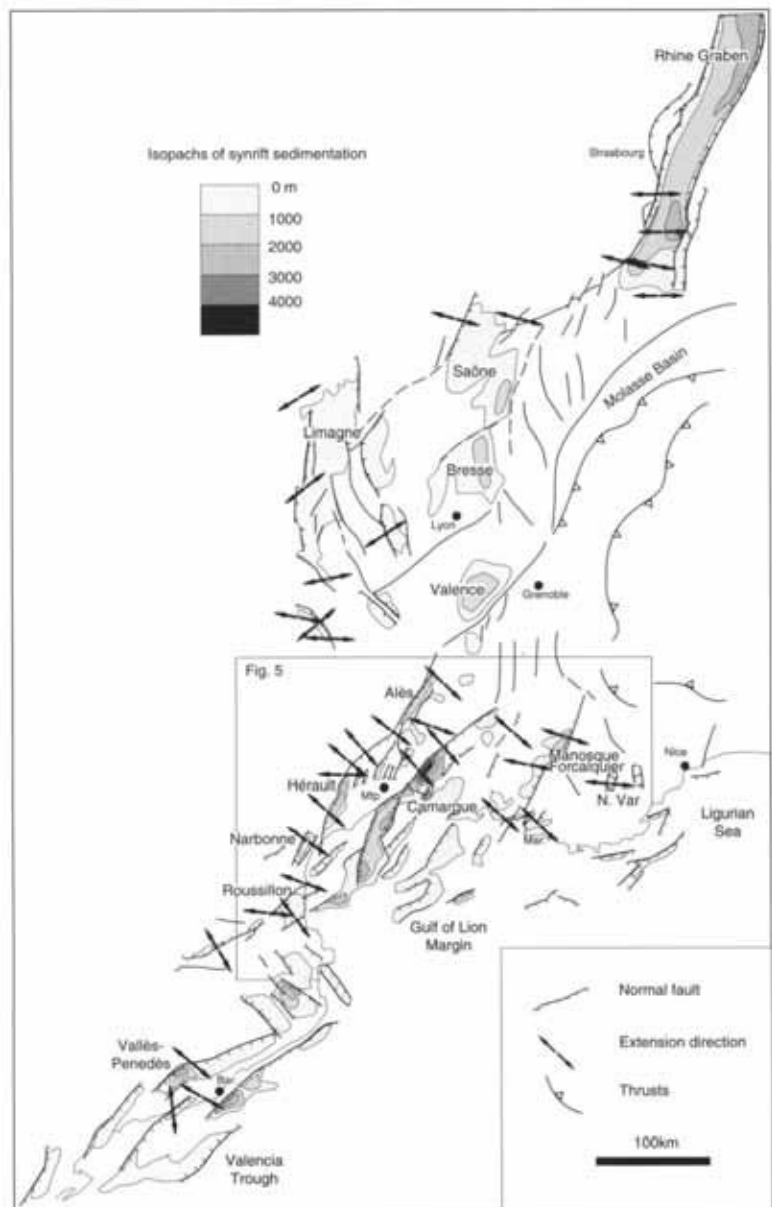 Rhine Graben
Isopachs of synrift sedimentation
Strasbourg
0 m
1000
2000
3000
4000
Molasse Basin
Saône
Limagne
Bresse
Lyon
Valence
Grenoble
Fig. 5
Alès
Manosque
Forcalquier
Nice
Hérault
Mtp
N. Var
Camargue
Ligurian
Sea
Narbonne
Mar
Roussillon
Gulf of Lion
Margin
Normal fault
Vallès-
Penedès
Extension direction
Bar
Thrusts
100km
Valencia
Trough